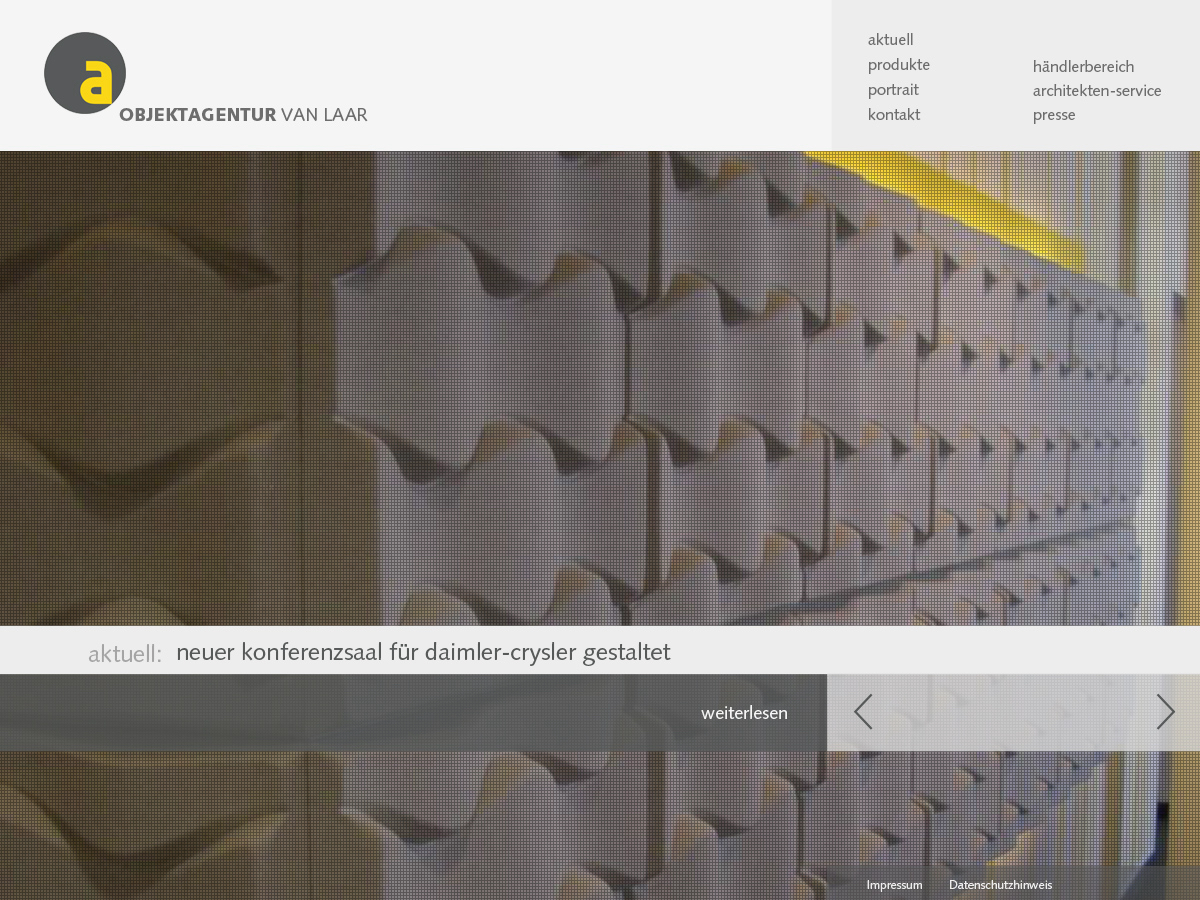 a
OBJEKTAGENTUR VAN LAAR
aktuell
produkte
portrait
kontakt
händlerbereich
architekten-service
presse
aktuell: neuer konferenzsaal für daimler-crysler gestaltet
weiterlesen
Impressum Datenschutzhinweis